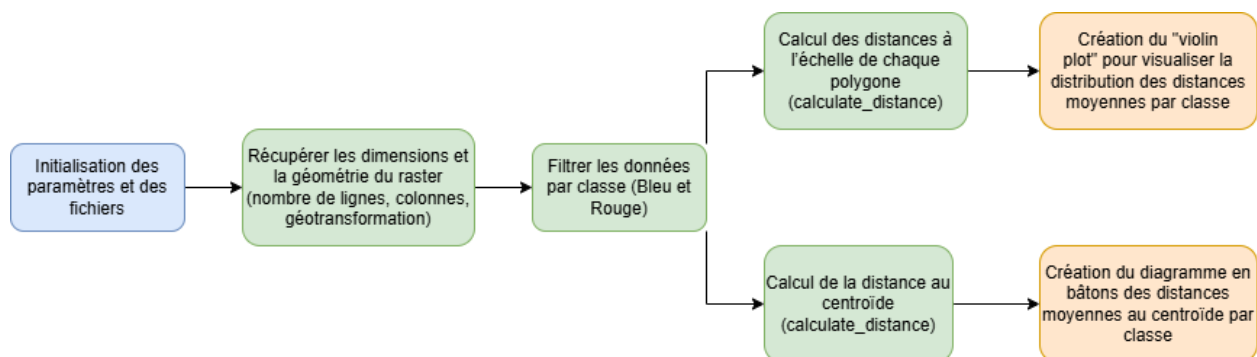 Initialisation des
paramètres et des
fichiers
Récupérer les dimensions et
la géométrie du raster
(nombre de lignes, colonnes,
géotransformation)
Filtrer les données
par classe (Bleu et
Rouge)
Calcul des distances à
l'échelle de chaque
polygone
(calculate_distance)
Création du "violin
plot" pour visualiser la
distribution des distances
moyennes par classe
Calcul de la distance au
centroïde
(calculate_distance)
Création du diagramme en
bâtons des distances
moyennes au centroïde par
classe